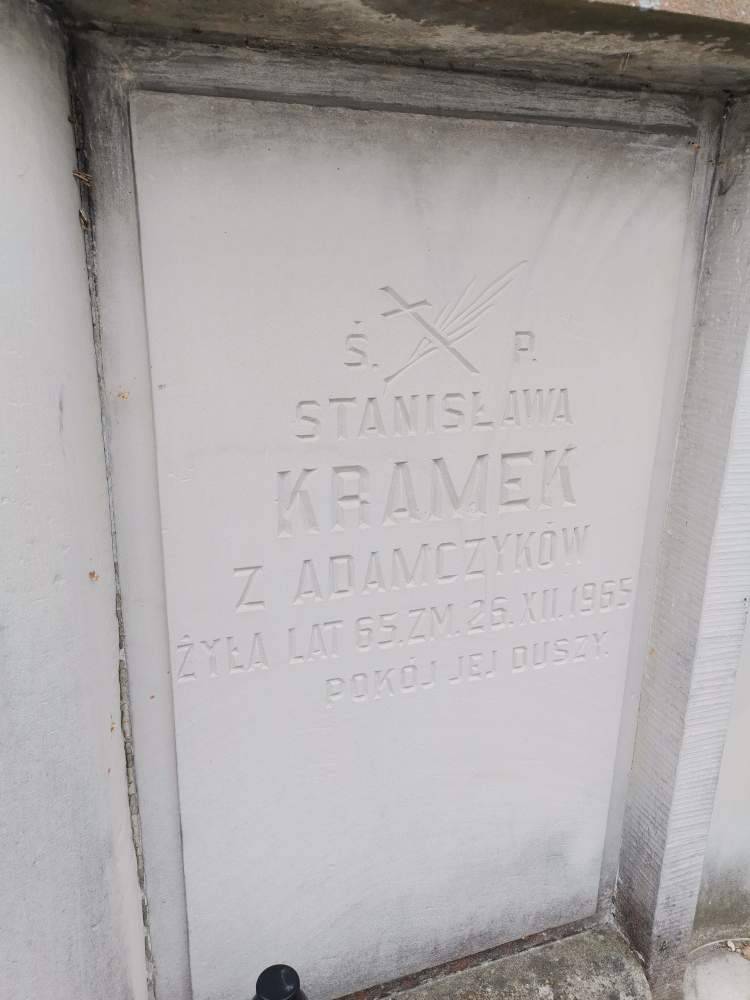 Ś. P.
STANISŁAWA
KRAMEK
Z ADAMCZYKÓW
ŻYŁA LAT 65. ZM. 26. XII. 1965
POKÓJ JEJ DUSZY.